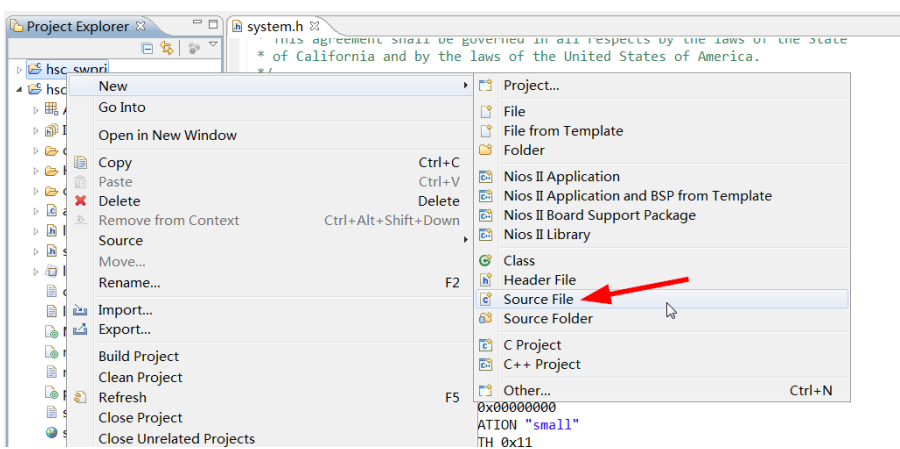 Project Explorer
system.h
* This agreement shall be governed in all respects by the laws of the State
* of California and by the laws of the United States of America.
*/
hsc_swpri
hsc
New
Go Into
Open in New Window
Copy Ctrl+C
Paste Ctrl+V
Delete Delete
Remove from Context Ctrl+Alt+Shift+Down
Source
Move...
Rename... F2
Import...
Export...
Build Project
Clean Project
Refresh F5
Close Project
Close Unrelated Projects
Project...
File
File from Template
Folder
Nios II Application
Nios II Application and BSP from Template
Nios II Board Support Package
Nios II Library
Class
Header File
Source File
Source Folder
C Project
C++ Project
Other... Ctrl+N
0x00000000
ATION "small"
TH 0x11